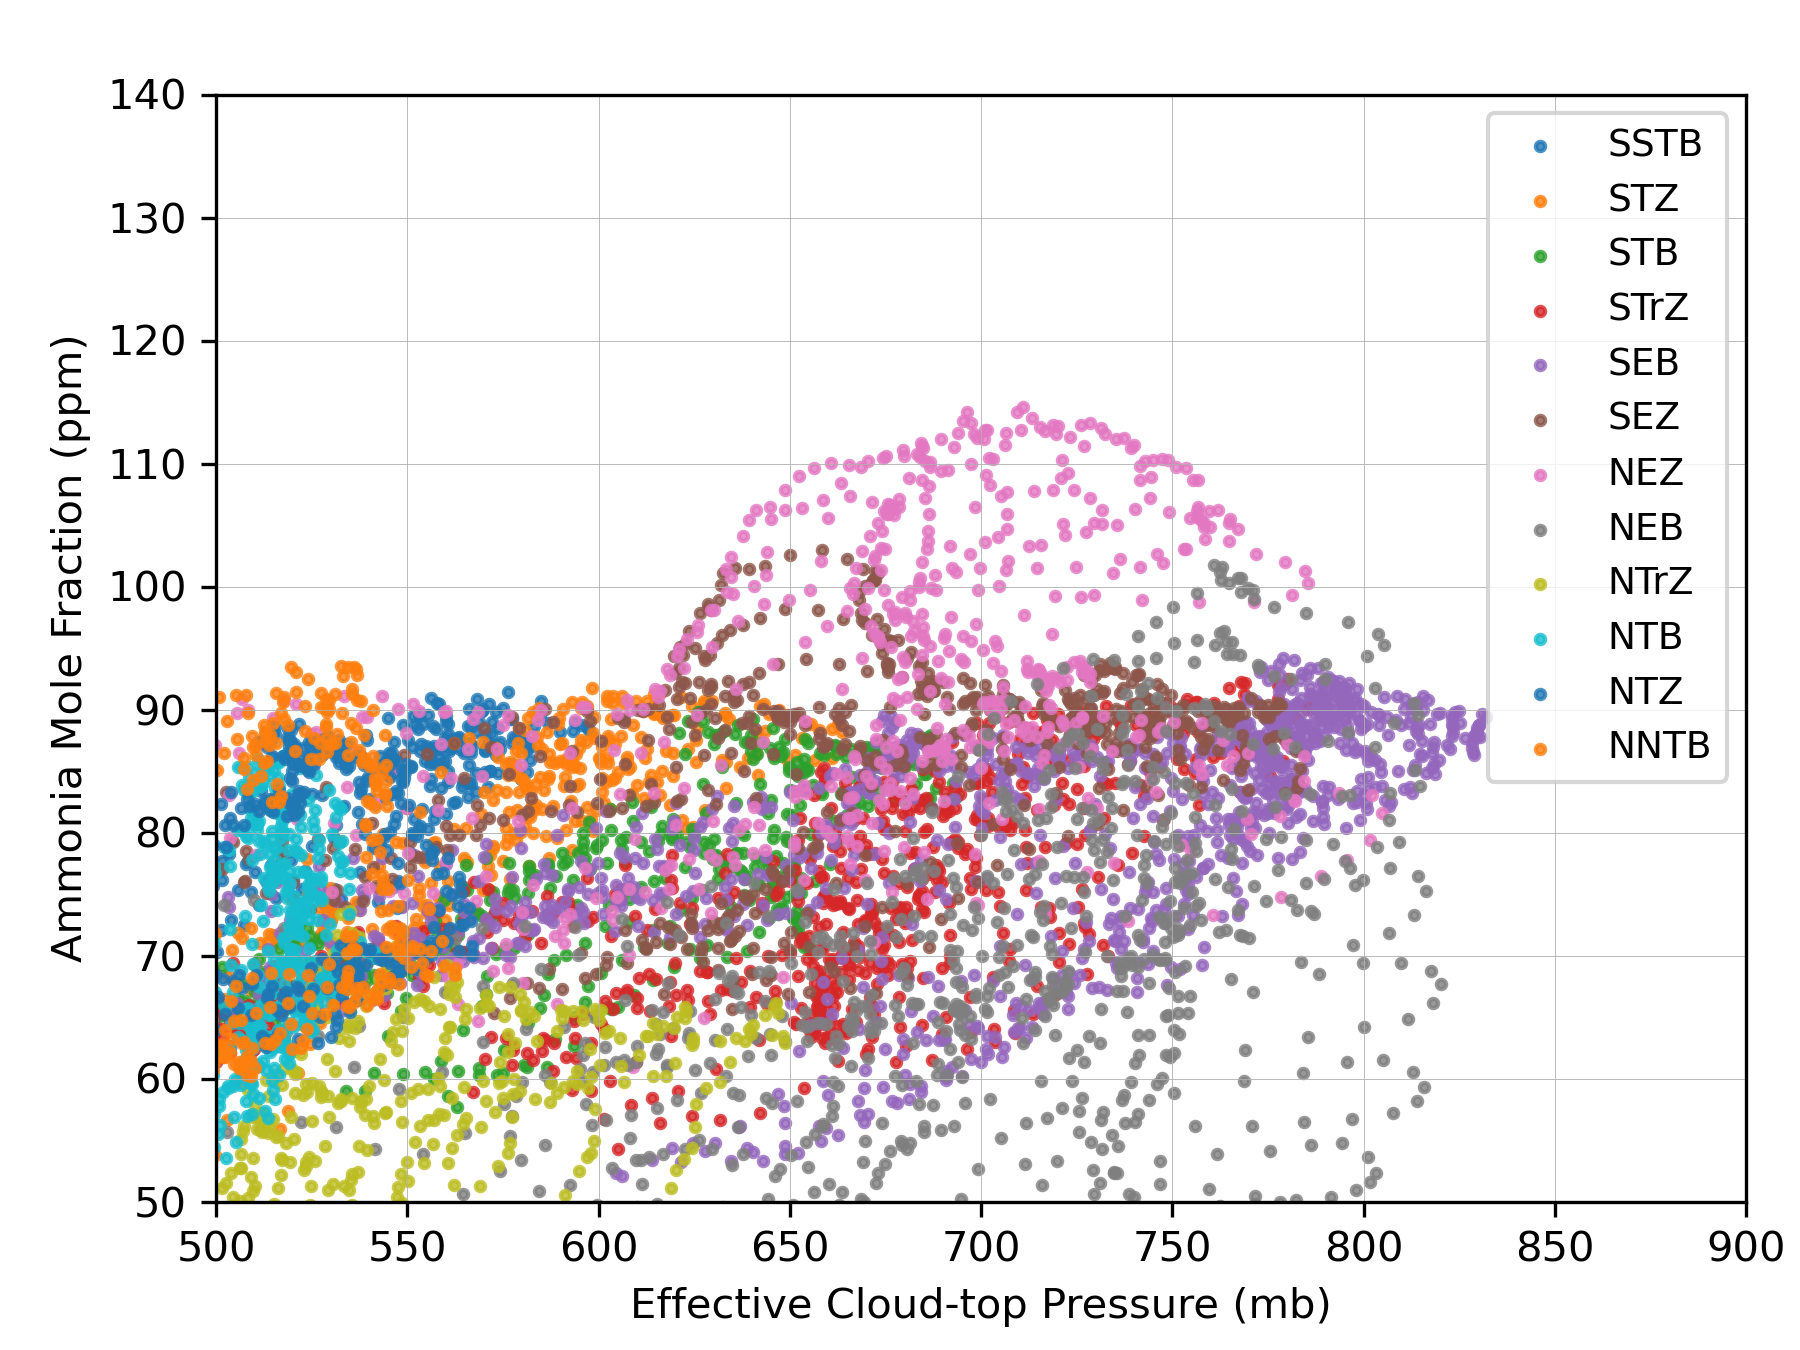 140
130
120
110
100
90
80
70
60
50
Ammonia Mole Fraction (ppm)
SSTB
STZ
STB
STrZ
SEB
SEZ
NEZ
NEB
NTrZ
NTB
NTZ
NNTB
500 550 600 650 700 750 800 850 900
Effective Cloud-top Pressure (mb)